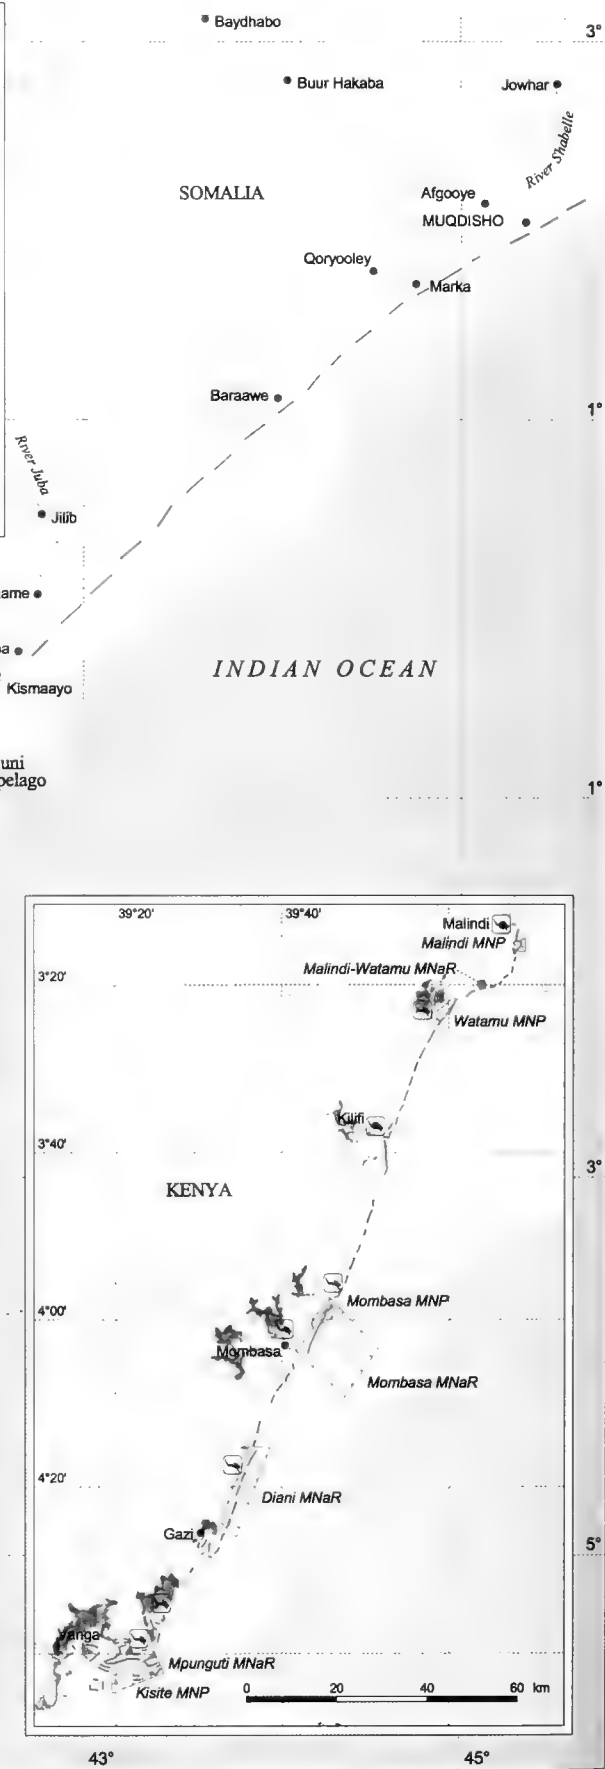 Baydhabo
3°
Buur Hakaba
Jowhar
River Shabelle
SOMALIA
Afgooye
MUQDISHO
Qoryooley
Marka
Baraawe
1°
River Juba
Jilib
ame
a
INDIAN OCEAN
Kismaayo
uni
pelago
1°
39°20'
39°40'
Malindi
Malindi MNP
Malindi-Watamu MNaR
3°20'
Watamu MNP
Kilifi
3°40'
3°
KENYA
Mombasa MNP
4°00'
Mombasa
Mombasa MNaR
4°20'
Diani MNaR
Gazi
5°
Vanga
Mpunguti MNaR
Kisite MNP
0 20 40 60 km
43°
45°